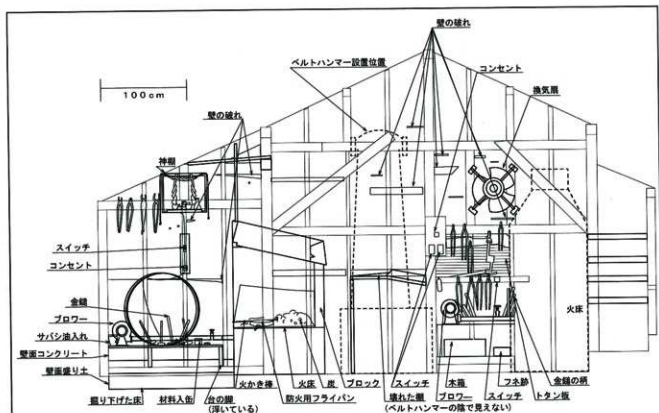 壁の破れ
コンセント
ベルトハンマー設置位置
換気扇
100cm
壁の破れ
神棚
スイッチ
コンセント
金鎚
ブロワー
サバシ油入れ
壁面コンクリート
壁面盛り土
掘り下げた床
材料入缶
台の脚
(浮いている)
火かき棒
防火用フライパン
火床
炭
ブロック
スイッチ
壊れた棚
(ベルトハンマーの陰で見えない)
木箱
ブロワー
フネ跡
スイッチ
トタン板
金鎚の柄
火床